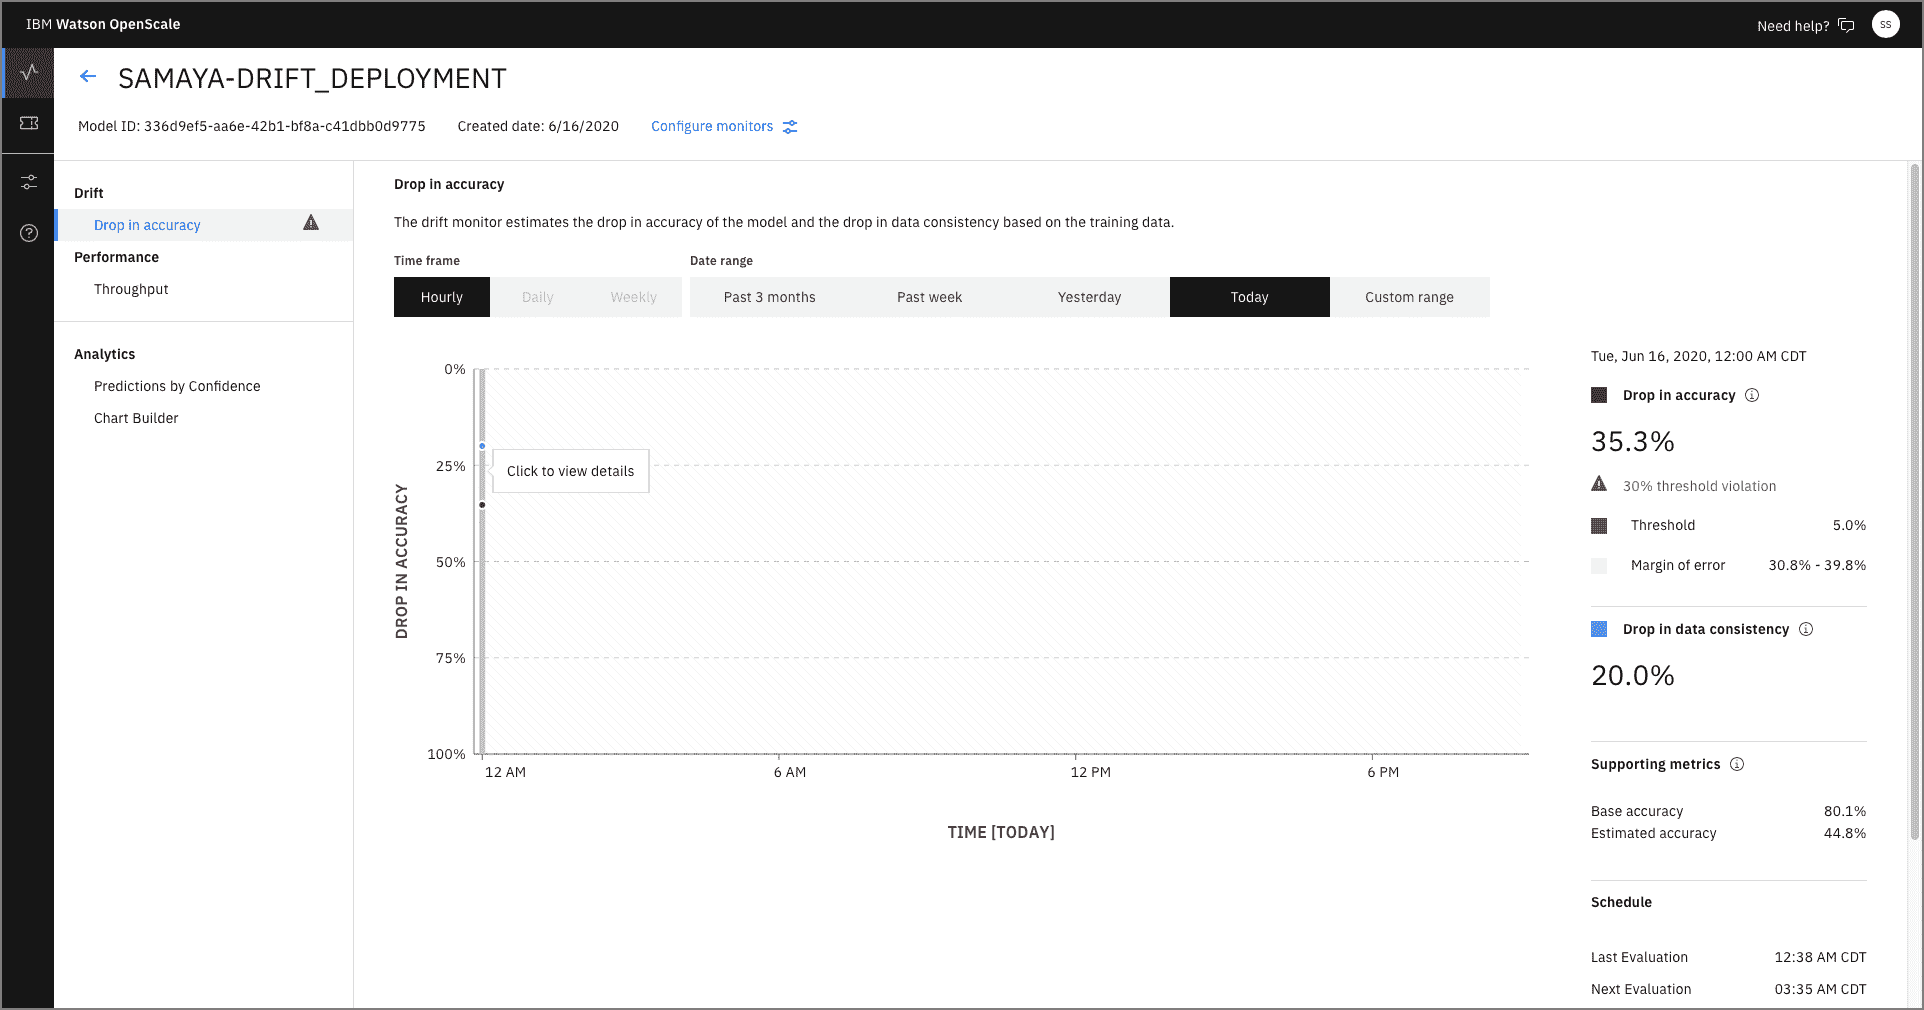 IBM Watson OpenScale
Need help?
SS
SAMAYA-DRIFT_DEPLOYMENT
Model ID: 336d9ef5-aa6e-42b1-bf8a-c41dbb0d9775
Created date: 6/16/2020
Configure monitors
Drift
Drop in accuracy
Performance
Throughput
Analytics
Predictions by Confidence
Chart Builder
Drop in accuracy
The drift monitor estimates the drop in accuracy of the model and the drop in data consistency based on the training data.
Time frame
Date range
Hourly
Daily
Weekly
Past 3 months
Past week
Yesterday
Today
Custom range
DROP IN ACCURACY
0%
25%
50%
75%
100%
Click to view details
12 AM
6 AM
12 PM
6 PM
TIME [TODAY]
Tue, Jun 16, 2020, 12:00 AM CDT
Drop in accuracy
35.3%
30% threshold violation
Threshold 5.0%
Margin of error 30.8% - 39.8%
Drop in data consistency
20.0%
Supporting metrics
Base accuracy 80.1%
Estimated accuracy 44.8%
Schedule
Last Evaluation 12:38 AM CDT
Next Evaluation 03:35 AM CDT